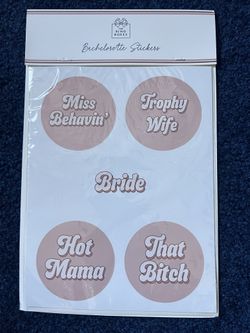 Bachelorette Stickers
Miss
Behavin'
Trophy
Wife
Bride
Hot
Mama
That
Bitch